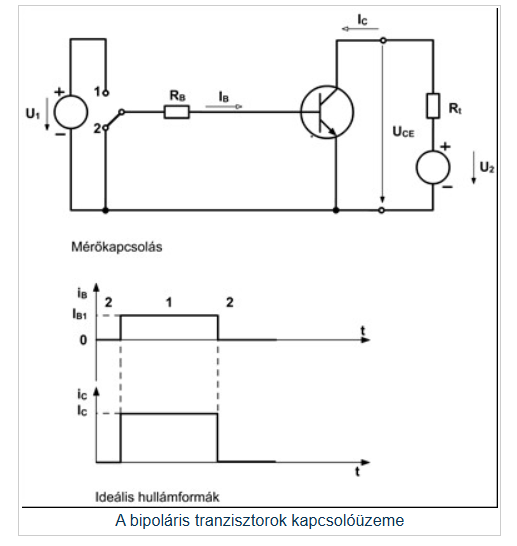 I_C
+
1
R_B
I_B
U_1
2
U_CE
R_t
−
+
U_2
−
Mérőkapcsolás
i_B
2
1
2
I_B1
t
0
i_C
I_C
t
Ideális hullámformák
A bipoláris tranzisztorok kapcsolóüzeme